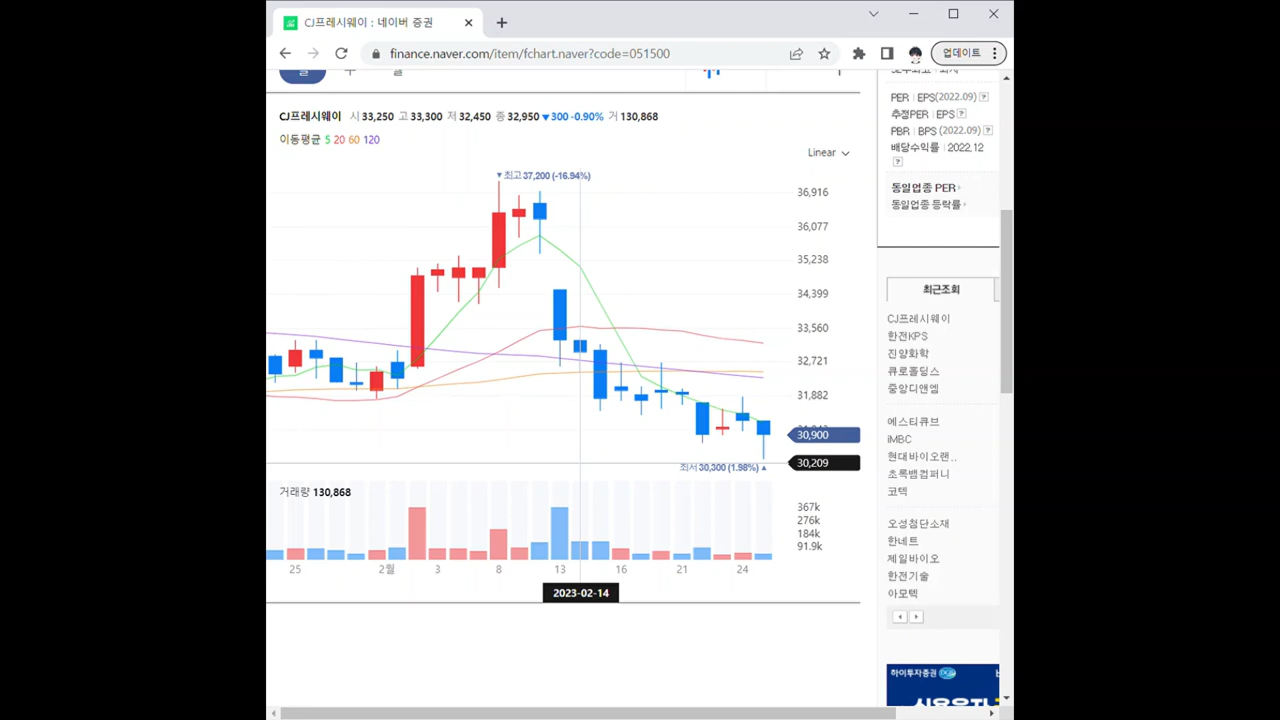 CJ프레시웨이 : 네이버 증권
finance.naver.com/item/fchart.naver?code=051500
업데이트
CJ프레시웨이 시 33,250 고 33,300 저 32,450 종 32,950 ▼300 -0.90% 거 130,868
이동평균 5 20 60 120
Linear
▼최고 37,200 (-16.94%)
36,916
36,077
35,238
34,399
33,560
32,721
31,882
30,900
30,209
30,300 (1.98%) ▲
거래량 130,868
367k
276k
184k
91.9k
25 2월 3 8 13 16 21 24
2023-02-14
PER EPS(2022.09) ?
추정PER EPS ?
PBR BPS (2022.09) ?
배당수익률 2022.12
?
동일업종 PER
동일업종 등락률
최근조회
CJ프레시웨이
한전KPS
진양화학
큐로홀딩스
중앙디앤엠
에스티큐브
iMBC
현대바이오랜..
초록뱀컴퍼니
코텍
오성첨단소재
한네트
제일바이오
한전기술
아모텍
하이투자증권